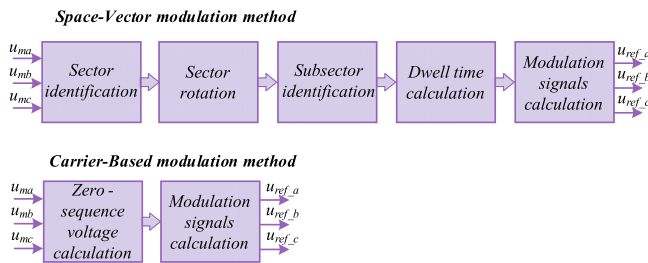 Space-Vector modulation method
u_ma
u_mb
u_mc
Sector
identification
Sector
rotation
Subsector
identification
Dwell time
calculation
Modulation
signals
calculation
u_ref_a
u_ref_b
u_ref_c
Carrier-Based modulation method
u_ma
u_mb
u_mc
Zero -
sequence
voltage
calculation
Modulation
signals
calculation
u_ref_a
u_ref_b
u_ref_c